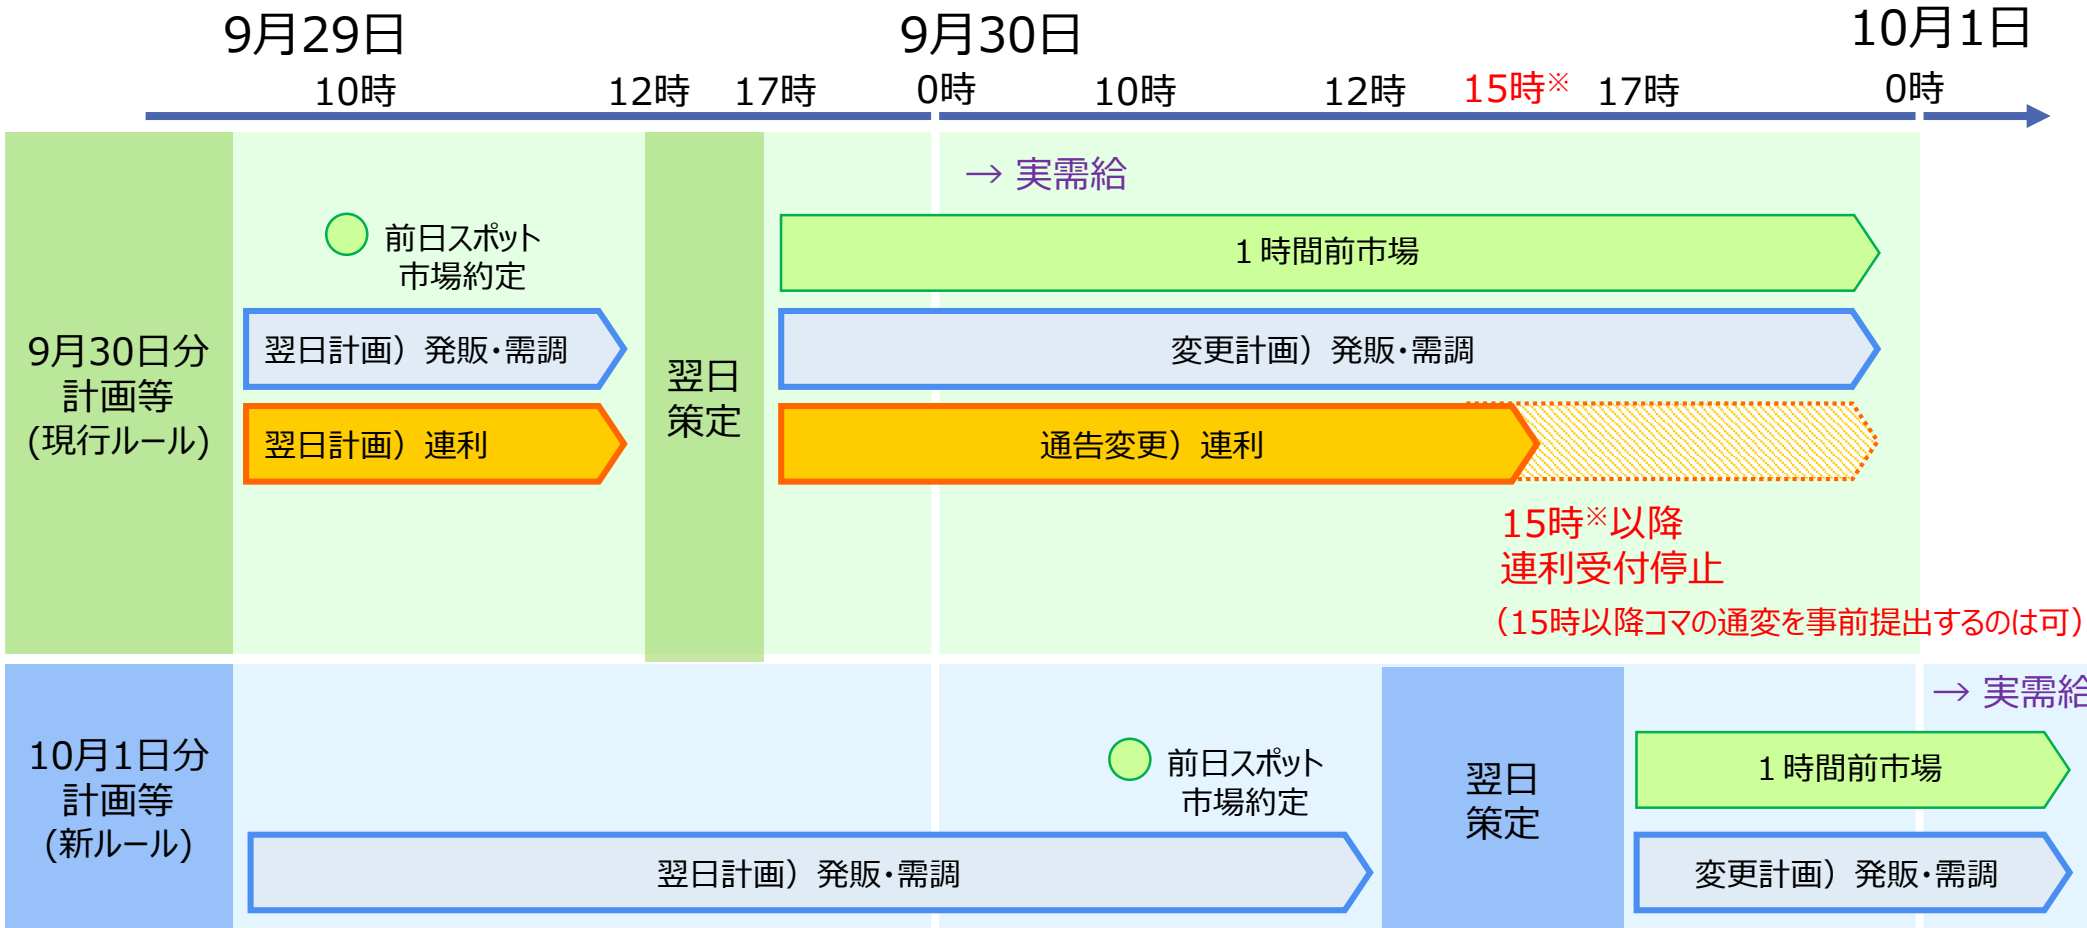 9月29日
9月30日
10月1日
10時
12時
17時
0時
10時
12時
15時※
17時
0時
9月30日分
計画等
(現行ルール)
→ 実需給
前日スポット
市場約定
１時間前市場
翌日計画）発販・需調
変更計画）発販・需調
翌日
策定
翌日計画）連利
通告変更）連利
15時※以降
連利受付停止
（15時以降コマの通変を事前提出するのは可）
10月1日分
計画等
(新ルール)
→ 実需給
前日スポット
市場約定
翌日
策定
１時間前市場
翌日計画）発販・需調
変更計画）発販・需調